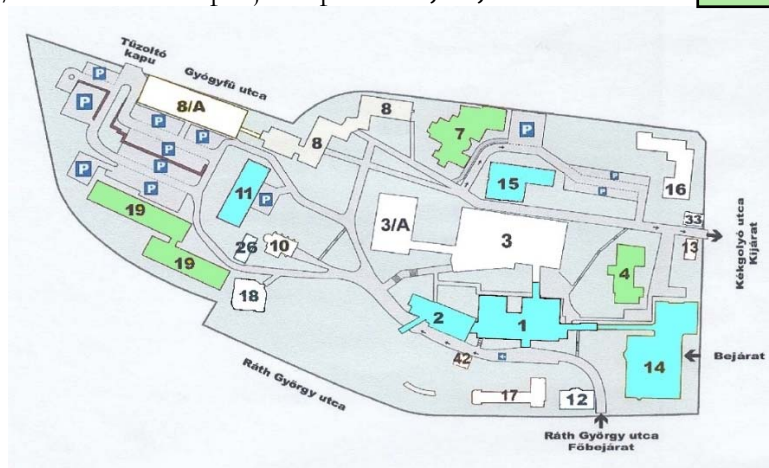 Tűzoltó
kapu
Gyógyfű utca
P
8/A
8
8
7
P
P
P
P
P
P
P
P
11
P
15
P
P
16
19
19
26
10
18
3/A
3
33
13
Kékgolyó utca
Kijárat
4
2
1
14
Bejárat
42
17
12
Ráth György utca
Ráth György utca
Főbejárat